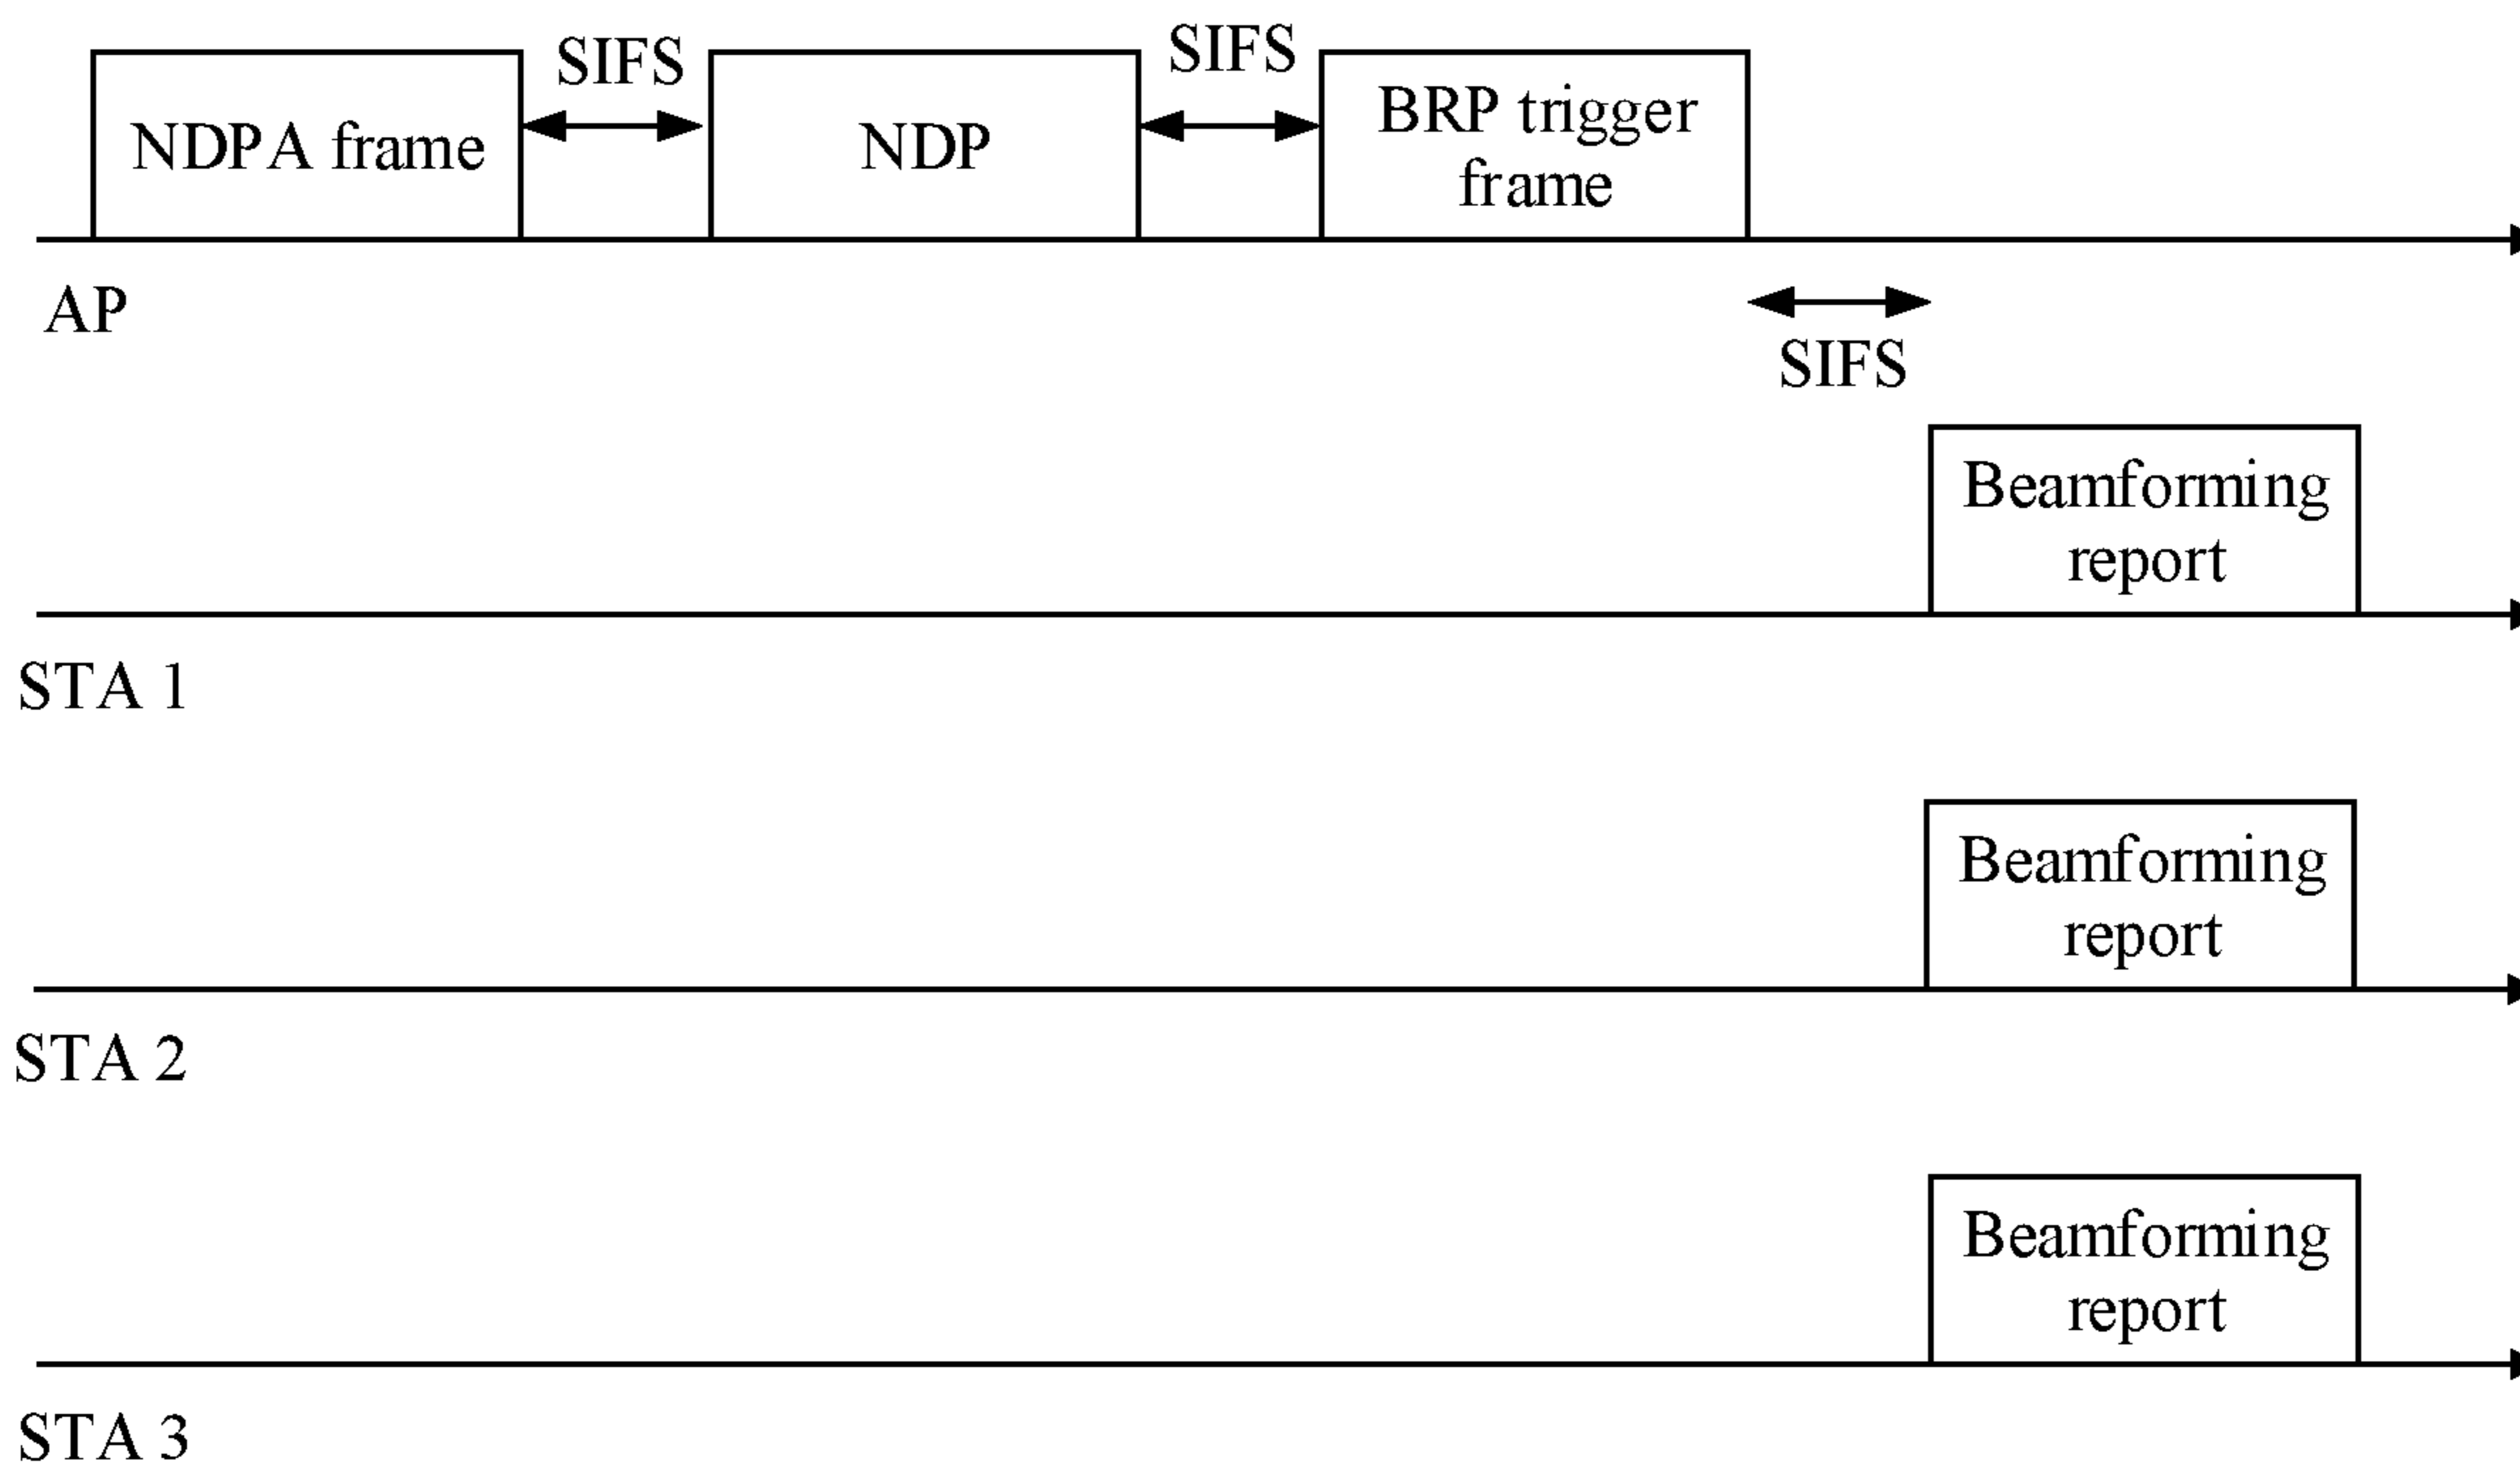 SIFS
SIFS
NDPA frame
NDP
BRP trigger
frame
AP
SIFS
Beamforming
report
STA 1
Beamforming
report
STA 2
Beamforming
report
STA 3